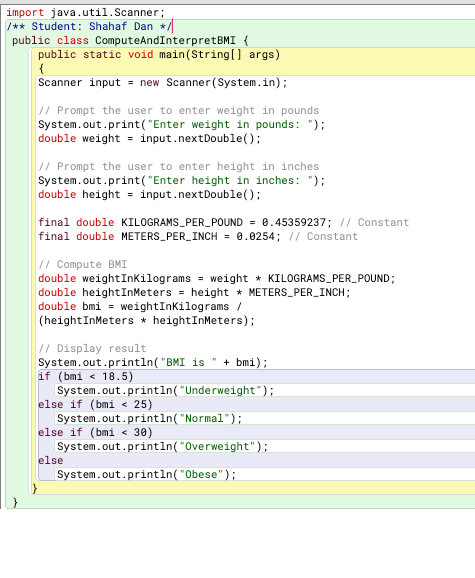 import java.util.Scanner;
/** Student: Shahaf Dan */
public class ComputeAndInterpretBMI {
public static void main(String[] args)
{
Scanner input = new Scanner(System.in);
// Prompt the user to enter weight in pounds
System.out.print("Enter weight in pounds: ");
double weight = input.nextDouble();
// Prompt the user to enter height in inches
System.out.print("Enter height in inches: ");
double height = input.nextDouble();
final double KILOGRAMS_PER_POUND = 0.45359237; // Constant
final double METERS_PER_INCH = 0.0254; // Constant
// Compute BMI
double weightInKilograms = weight * KILOGRAMS_PER_POUND;
double heightInMeters = height * METERS_PER_INCH;
double bmi = weightInKilograms /
(heightInMeters * heightInMeters);
// Display result
System.out.println("BMI is " + bmi);
if (bmi < 18.5)
System.out.println("Underweight");
else if (bmi < 25)
System.out.println("Normal");
else if (bmi < 30)
System.out.println("Overweight");
else
System.out.println("Obese");
}
}